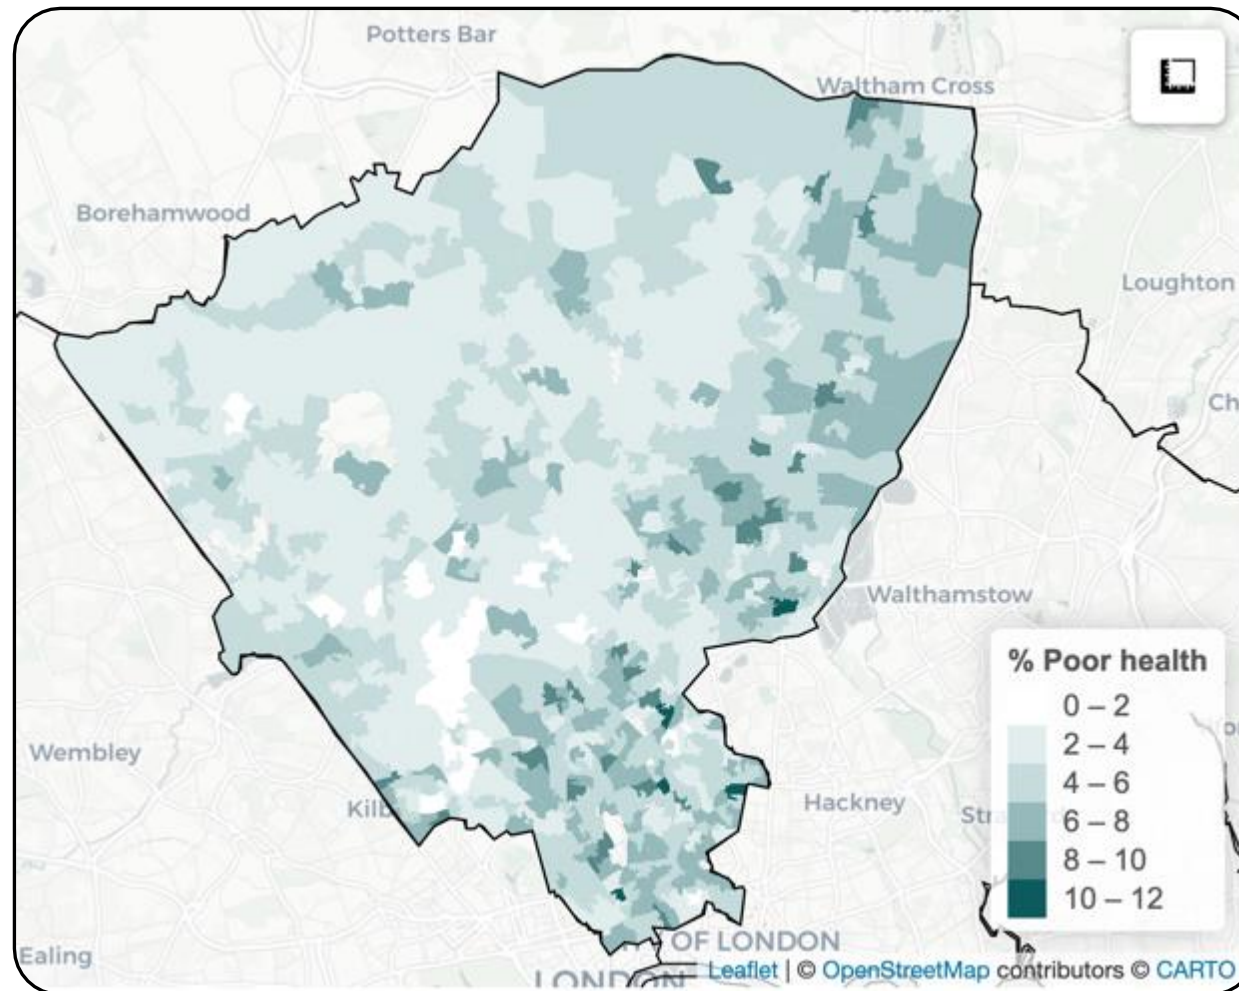 Potters Bar
Waltham Cross
Borehamwood
Loughton
Walthamstow
% Poor health
0 – 2
2 – 4
4 – 6
6 – 8
8 – 10
10 – 12
Wembley
Hackney
Ealing
OF LONDON
LONDON
Leaflet | © OpenStreetMap contributors © CARTO